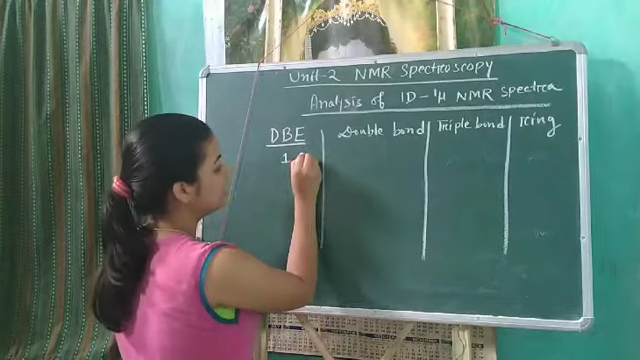 Unit-2 NMR Spectroscopy
Analysis of 1D-¹H NMR spectra
DBE Double bond Triple bond Ring
1